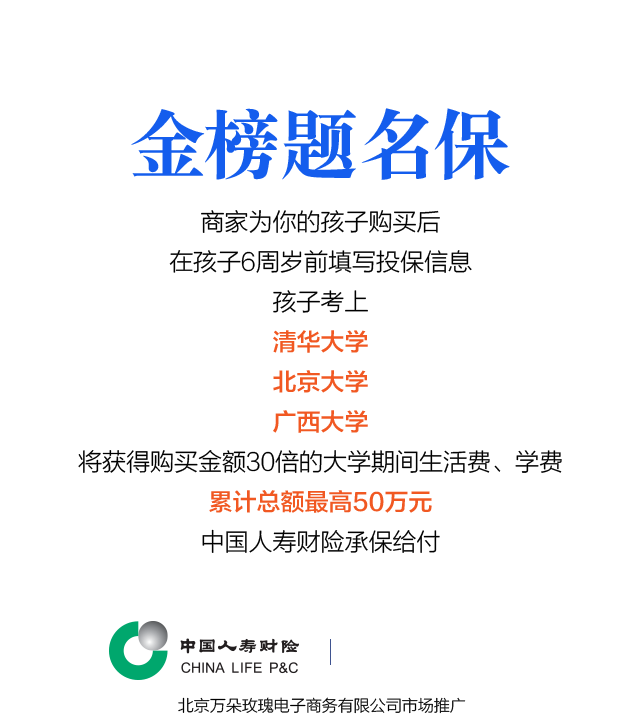 金榜题名保
商家为你的孩子购买后
在孩子6周岁前填写投保信息
孩子考上
清华大学
北京大学
广西大学
将获得购买金额30倍的大学期间生活费、学费
累计总额最高50万元
中国人寿财险承保给付
中国人寿财险
CHINA LIFE P&C
北京万朵玫瑰电子商务有限公司市场推广